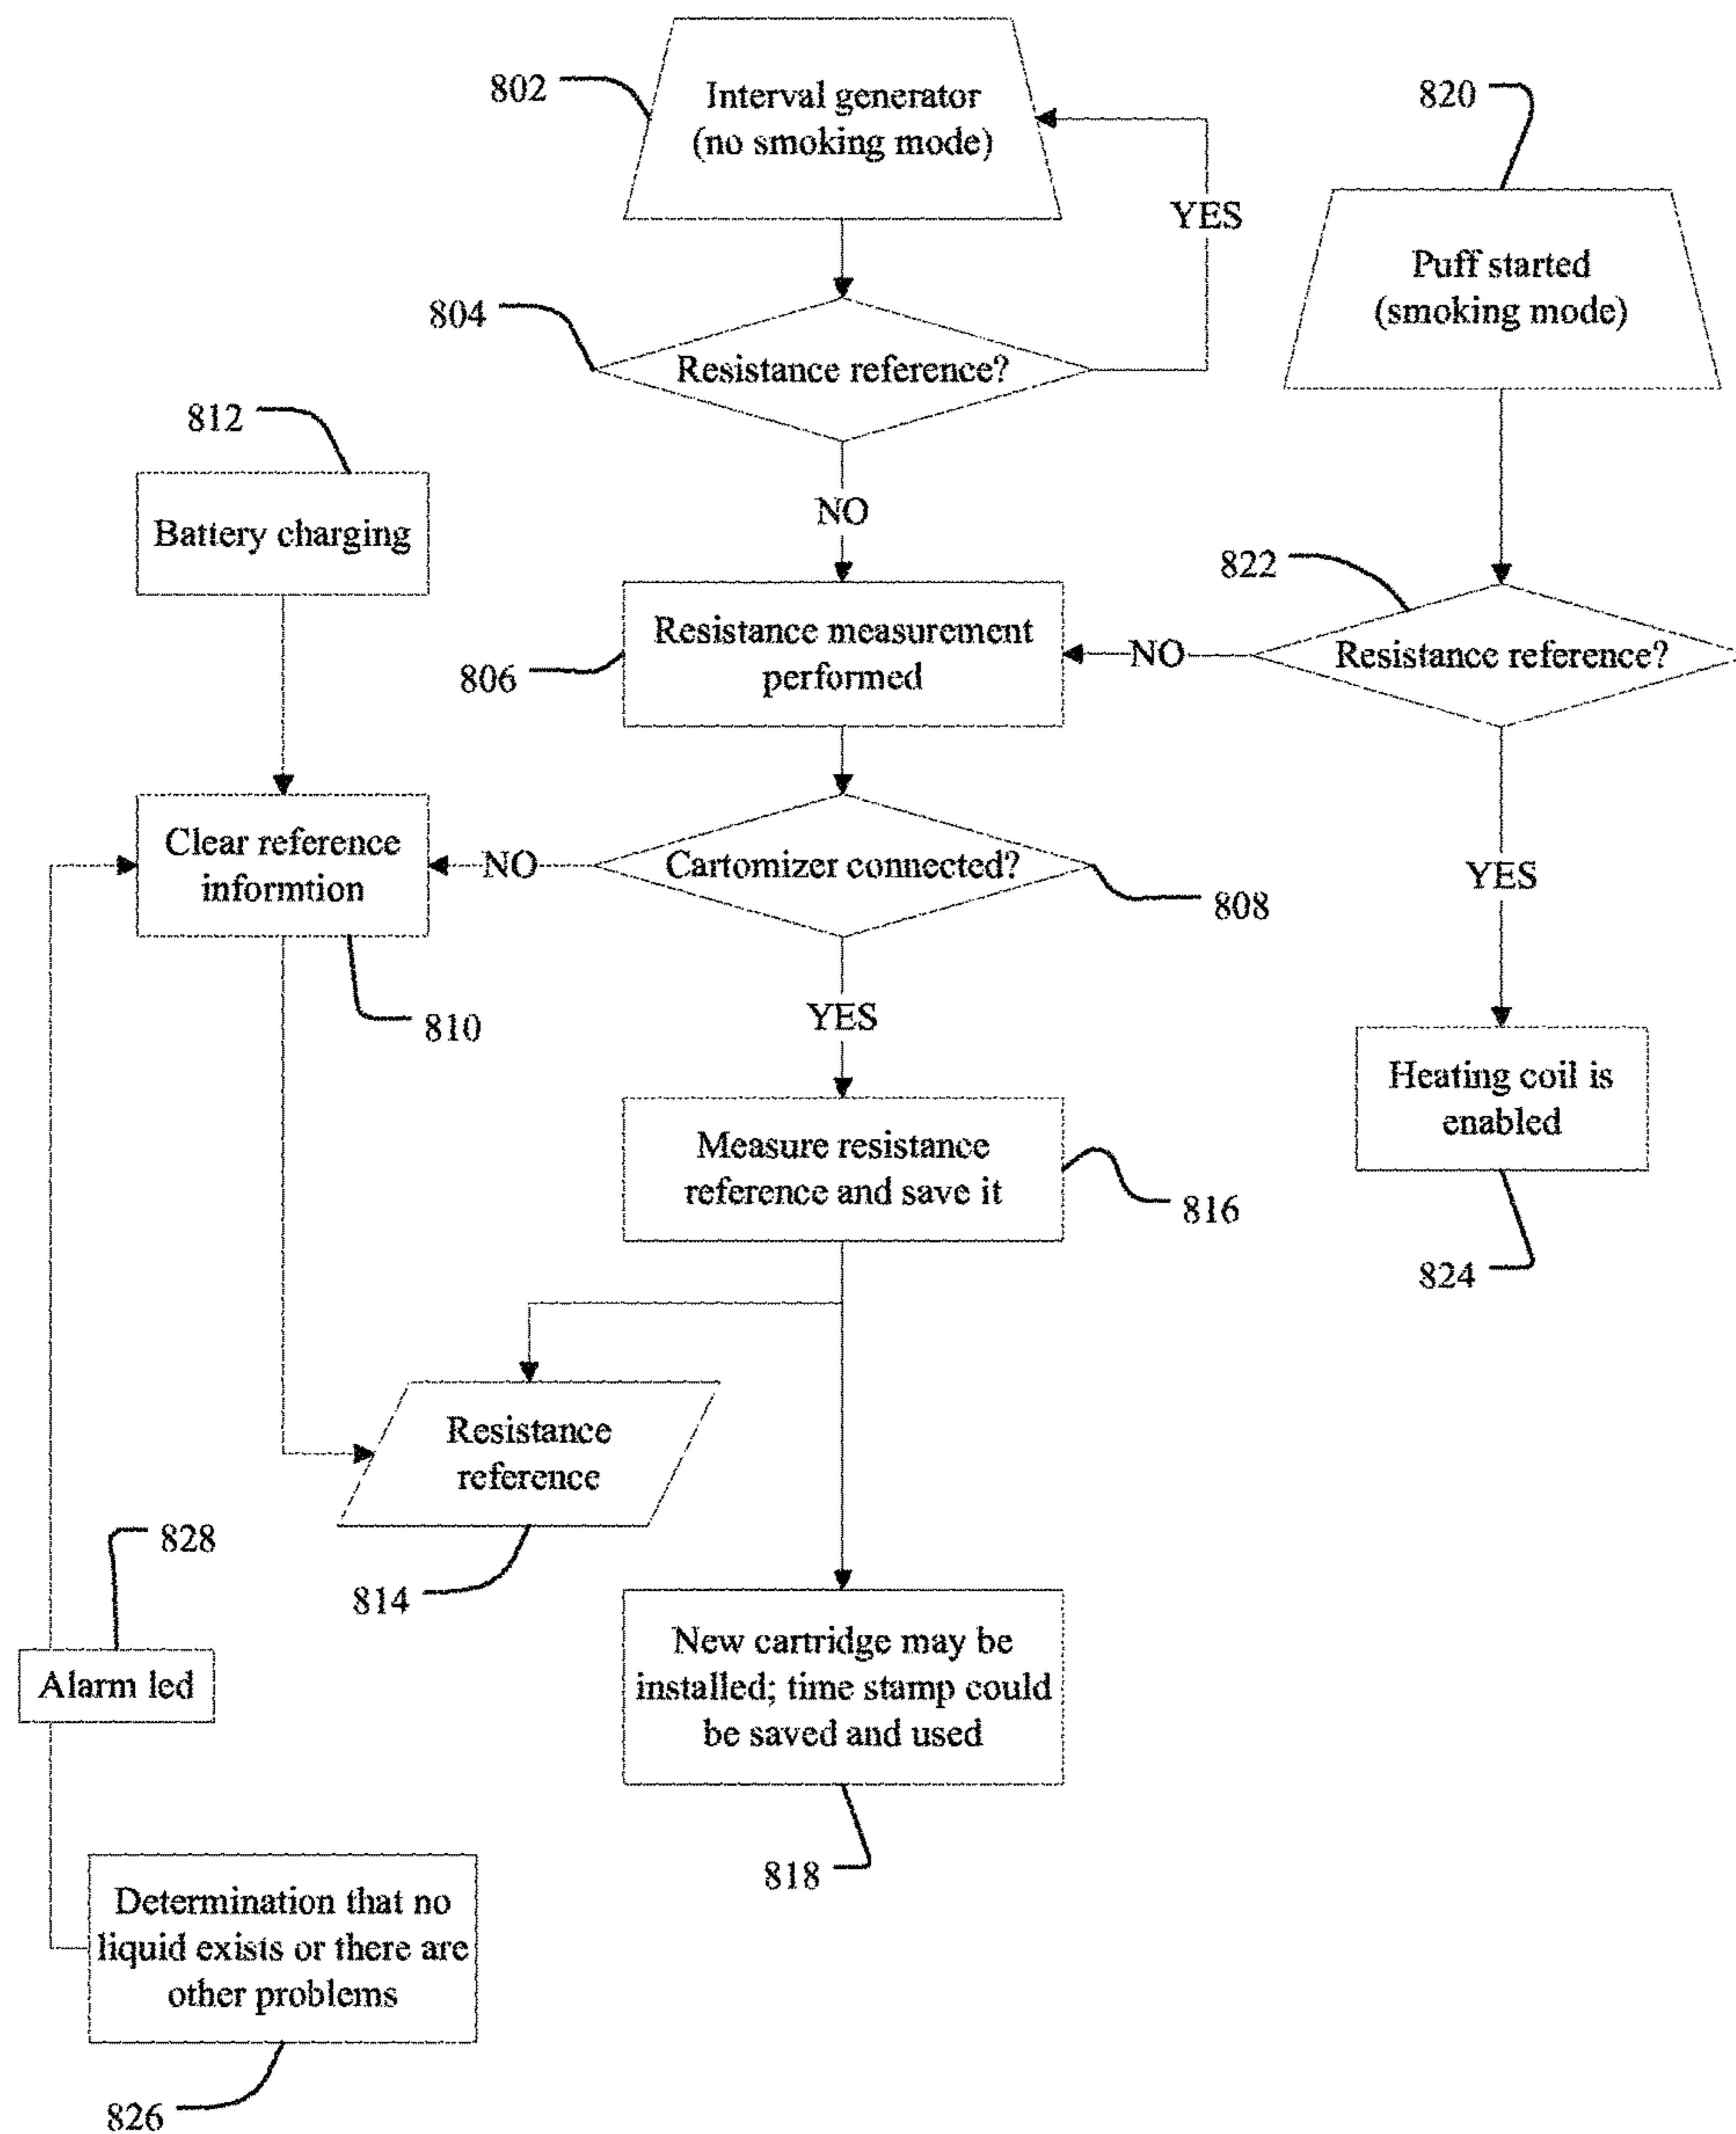 802
Interval generator
(no smoking mode)
820
YES
Puff started
(smoking mode)
804
Resistance reference?
812
NO
Battery charging
822
Resistance measurement
performed
806
NO
Resistance reference?
Clear reference
informtion
NO
Cartomizer connected?
808
YES
810
YES
Heating coil is
enabled
Measure resistance
reference and save it
816
824
Resistance
reference
828
814
New cartridge may be
installed; time stamp could
be saved and used
Alarm led
818
Determination that no
liquid exists or there are
other problems
826